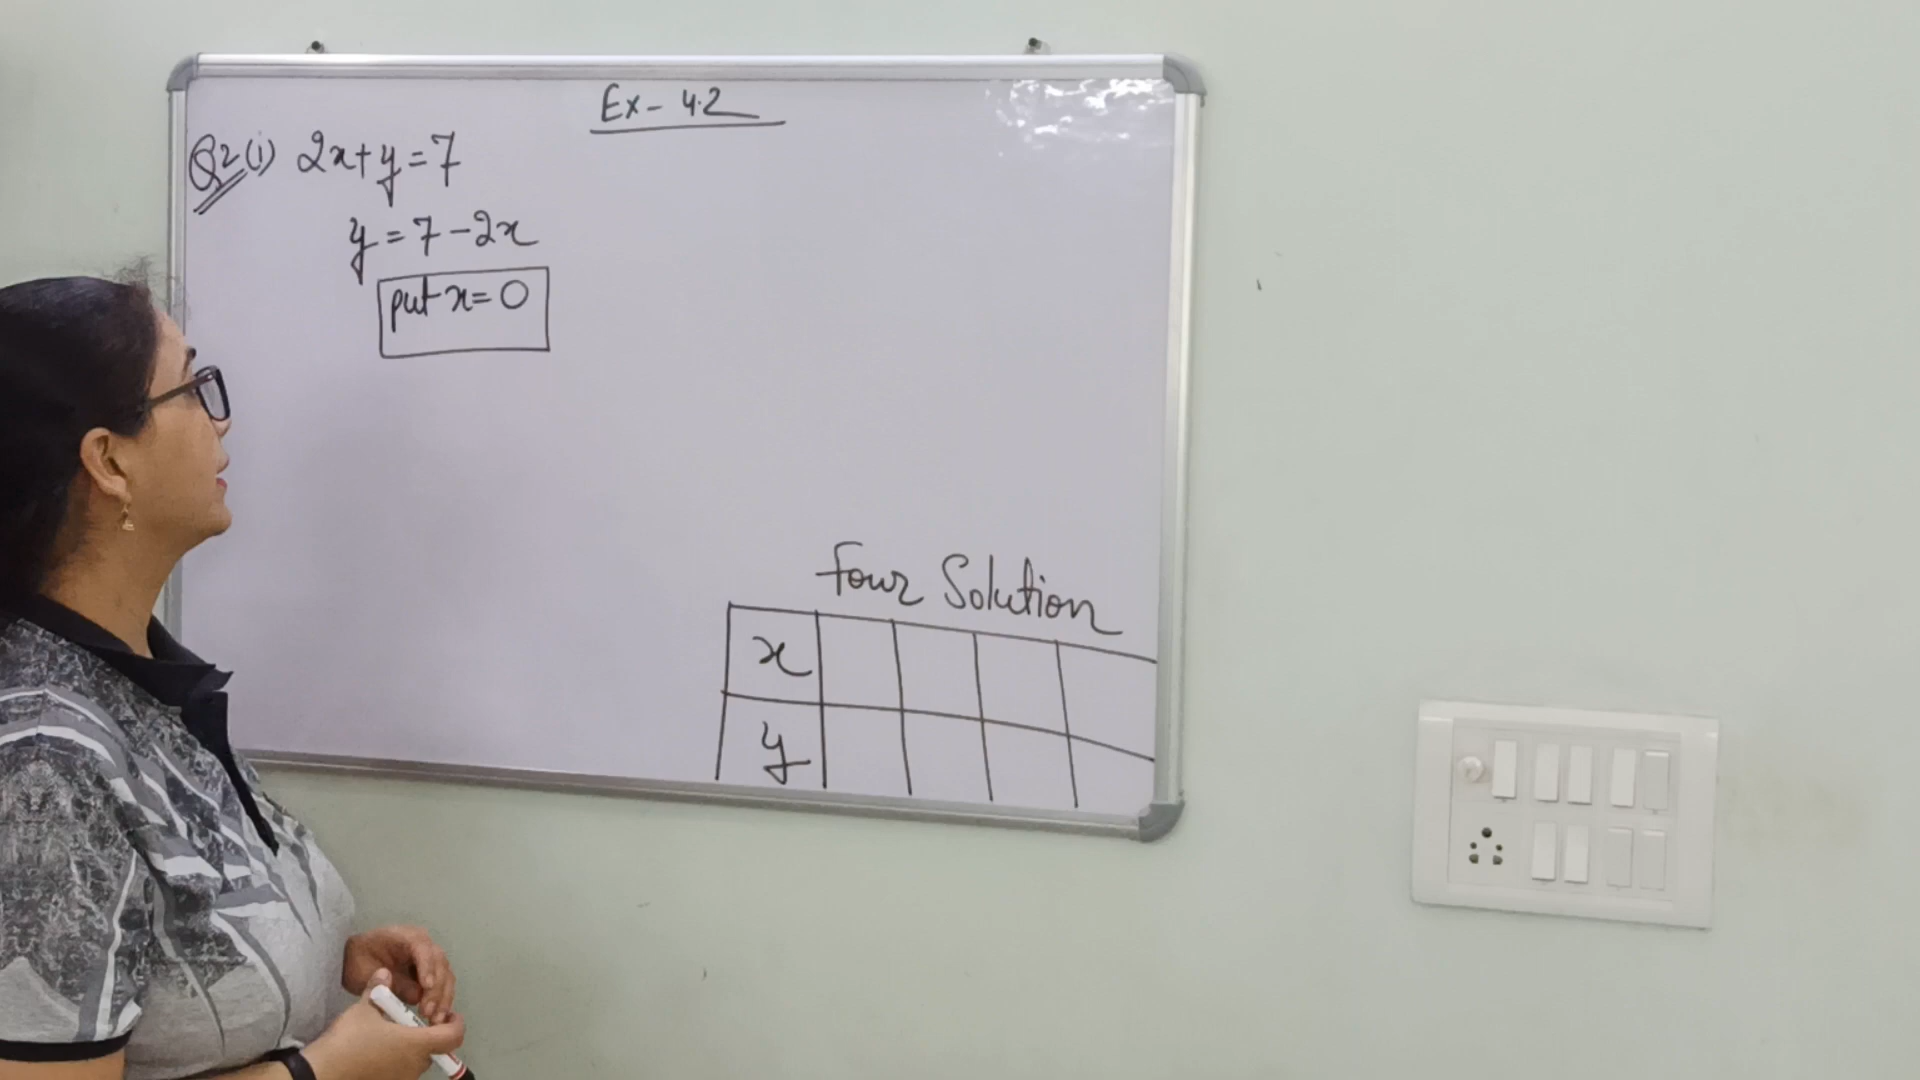 Ex- 4.2
Q2 (i) 2x+y=7
y = 7-2x
put x=0
Four Solution
x
y